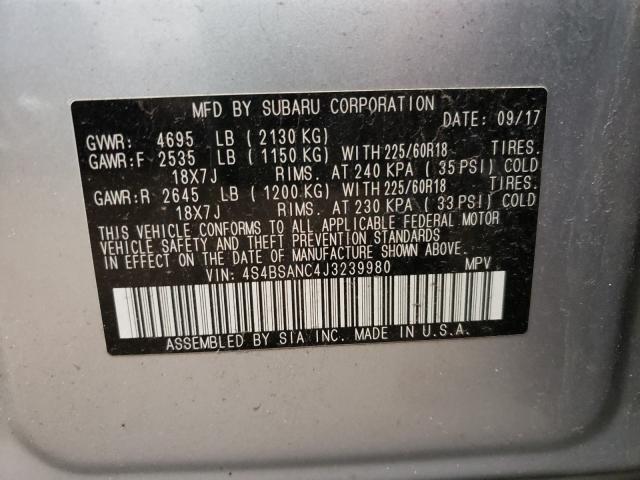 MFD BY SUBARU CORPORATION DATE: 09/17
GVWR: 4695 LB (2130 KG)
GAWR:F 2535 LB (1150 KG) WITH 225/60R18 TIRES.
18X7J RIMS. AT 240 KPA (35 PSI) COLD
GAWR:R 2645 LB (1200 KG) WITH 225/60R18 TIRES.
18X7J RIMS. AT 230 KPA (33 PSI) COLD
THIS VEHICLE CONFORMS TO ALL APPLICABLE FEDERAL MOTOR
VEHICLE SAFETY AND THEFT PREVENTION STANDARDS
IN EFFECT ON THE DATE OF MANUFACTURE SHOWN ABOVE.
VIN: 4S4BSANC4J3239980 MPV
ASSEMBLED BY SIA INC. MADE IN U.S.A.